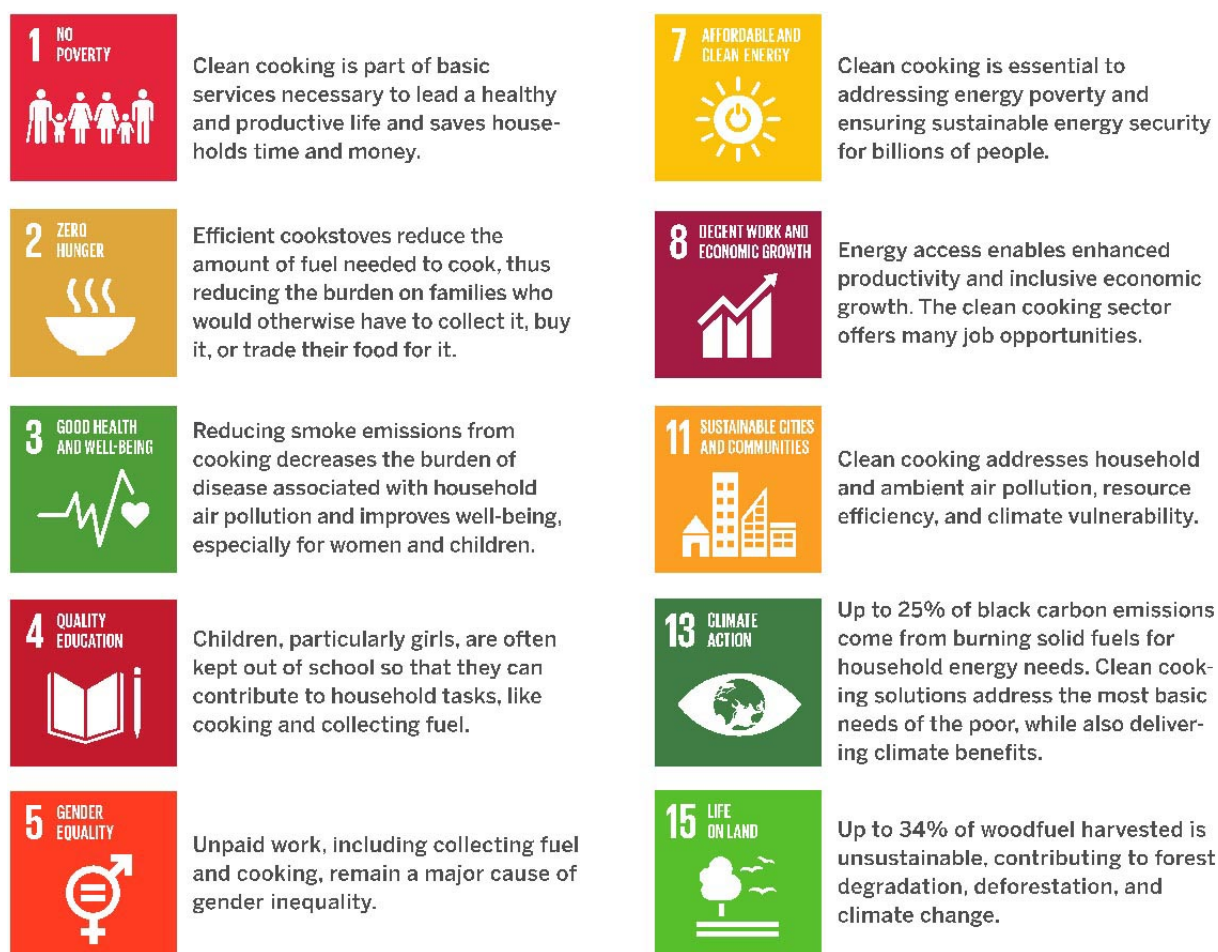 1 NO
POVERTY
Clean cooking is part of basic
services necessary to lead a healthy
and productive life and saves house-
holds time and money.
2 ZERO
HUNGER
Efficient cookstoves reduce the
amount of fuel needed to cook, thus
reducing the burden on families who
would otherwise have to collect it, buy
it, or trade their food for it.
3 GOOD HEALTH
AND WELL-BEING
Reducing smoke emissions from
cooking decreases the burden of
disease associated with household
air pollution and improves well-being,
especially for women and children.
4 QUALITY
EDUCATION
Children, particularly girls, are often
kept out of school so that they can
contribute to household tasks, like
cooking and collecting fuel.
5 GENDER
EQUALITY
Unpaid work, including collecting fuel
and cooking, remain a major cause of
gender inequality.
7 AFFORDABLE AND
CLEAN ENERGY
Clean cooking is essential to
addressing energy poverty and
ensuring sustainable energy security
for billions of people.
8 DECENT WORK AND
ECONOMIC GROWTH
Energy access enables enhanced
productivity and inclusive economic
growth. The clean cooking sector
offers many job opportunities.
11 SUSTAINABLE CITIES
AND COMMUNITIES
Clean cooking addresses household
and ambient air pollution, resource
efficiency, and climate vulnerability.
13 CLIMATE
ACTION
Up to 25% of black carbon emissions
come from burning solid fuels for
household energy needs. Clean cook-
ing solutions address the most basic
needs of the poor, while also deliver-
ing climate benefits.
15 LIFE
ON LAND
Up to 34% of woodfuel harvested is
unsustainable, contributing to forest
degradation, deforestation, and
climate change.